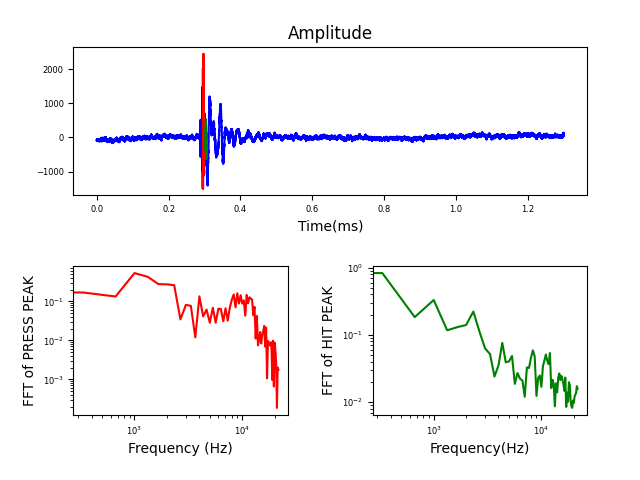 Amplitude
2000
1000
0
−1000
0.0 0.2 0.4 0.6 0.8 1.0 1.2
Time(ms)
FFT of PRESS PEAK
10⁻¹
10⁻²
10⁻³
10³ 10⁴
Frequency (Hz)
FFT of HIT PEAK
10⁰
10⁻¹
10⁻²
10³ 10⁴
Frequency(Hz)